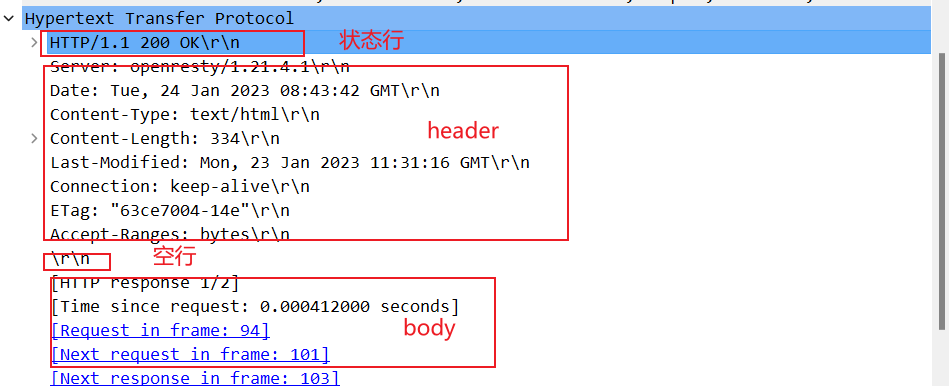 Hypertext Transfer Protocol
HTTP/1.1 200 OK\r\n 状态行
Server: openresty/1.21.4.1\r\n
Date: Tue, 24 Jan 2023 08:43:42 GMT\r\n
Content-Type: text/html\r\n
header
Content-Length: 334\r\n
Last-Modified: Mon, 23 Jan 2023 11:31:16 GMT\r\n
Connection: keep-alive\r\n
ETag: "63ce7004-14e"\r\n
Accept-Ranges: bytes\r\n
\r\n 空行
[HTTP response 1/2]
[Time since request: 0.000412000 seconds]
[Request in frame: 94] body
[Next request in frame: 101]
[Next response in frame: 103]